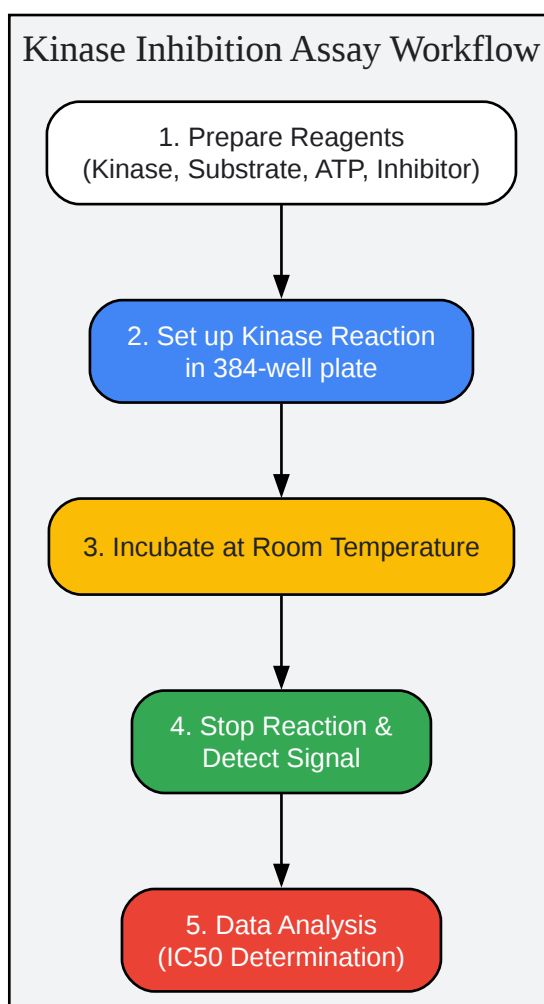 Kinase Inhibition Assay Workflow
1. Prepare Reagents
(Kinase, Substrate, ATP, Inhibitor)
2. Set up Kinase Reaction
in 384-well plate
3. Incubate at Room Temperature
4. Stop Reaction &
Detect Signal
5. Data Analysis
(IC50 Determination)